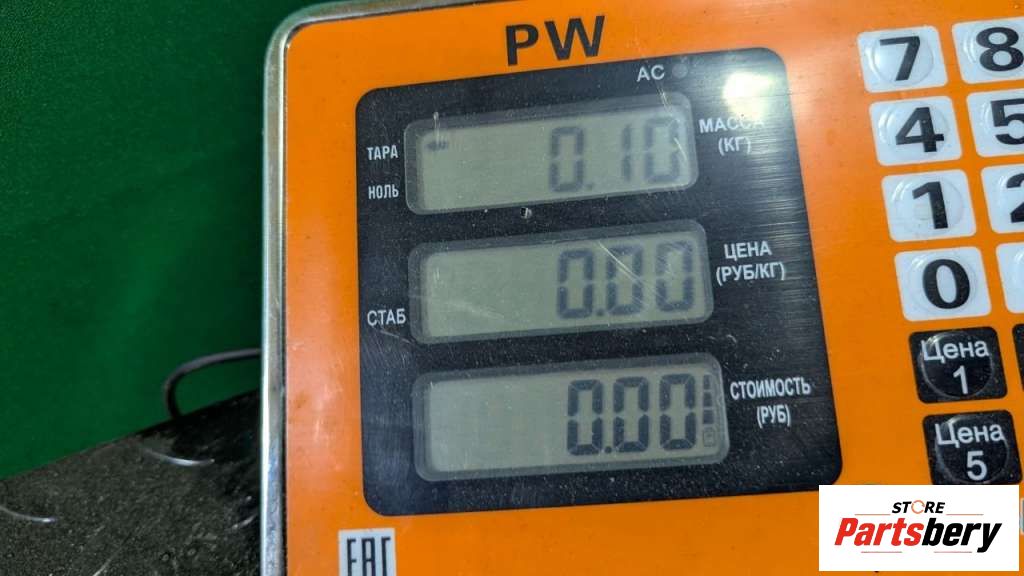 PW
AC
ТАРА
НОЛЬ
0.10
МАССА
(КГ)
СТАБ
0.00
ЦЕНА
(РУБ/КГ)
0.00
СТОИМОСТЬ
(РУБ)
7 8
4 5
1 2
0
Цена
1
Цена
5
EAC
STORE
Partsbery